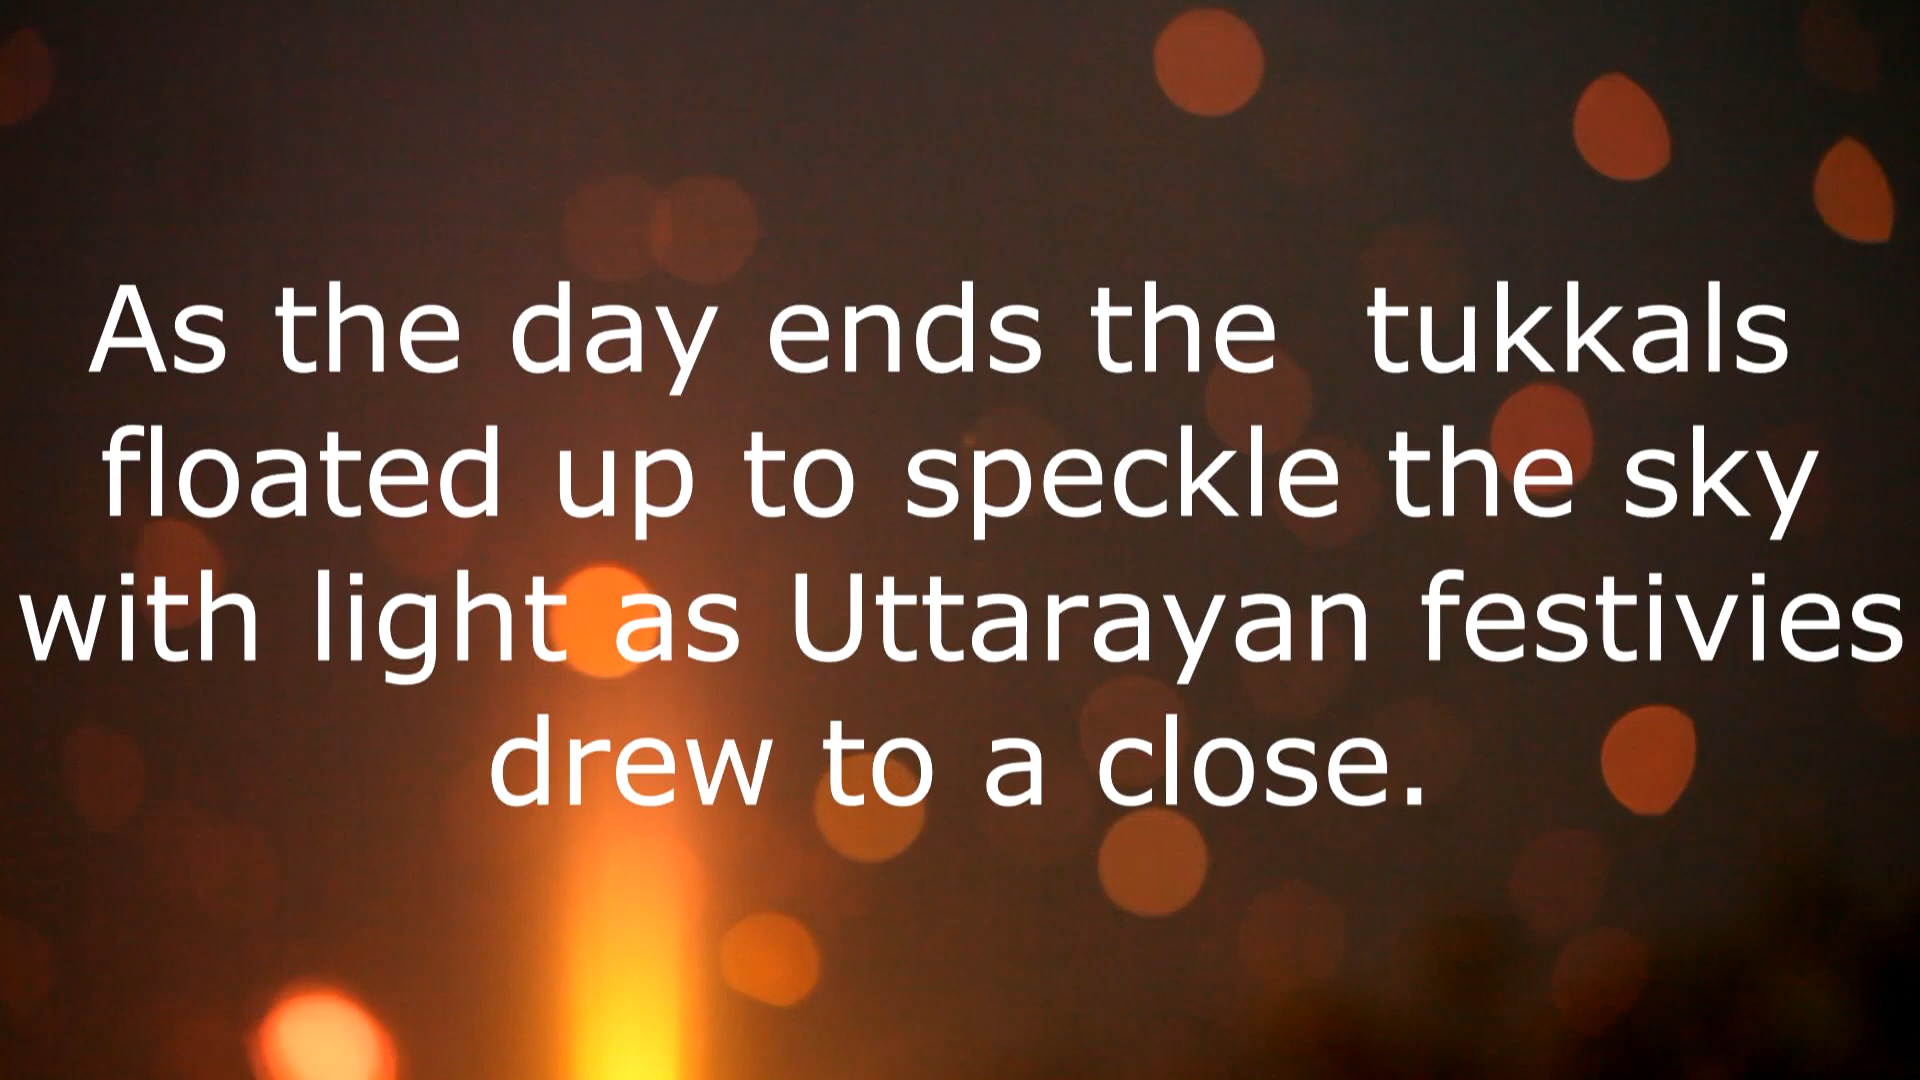 As the day ends the  tukkals
floated up to speckle the sky
with light as Uttarayan festivies
drew to a close.